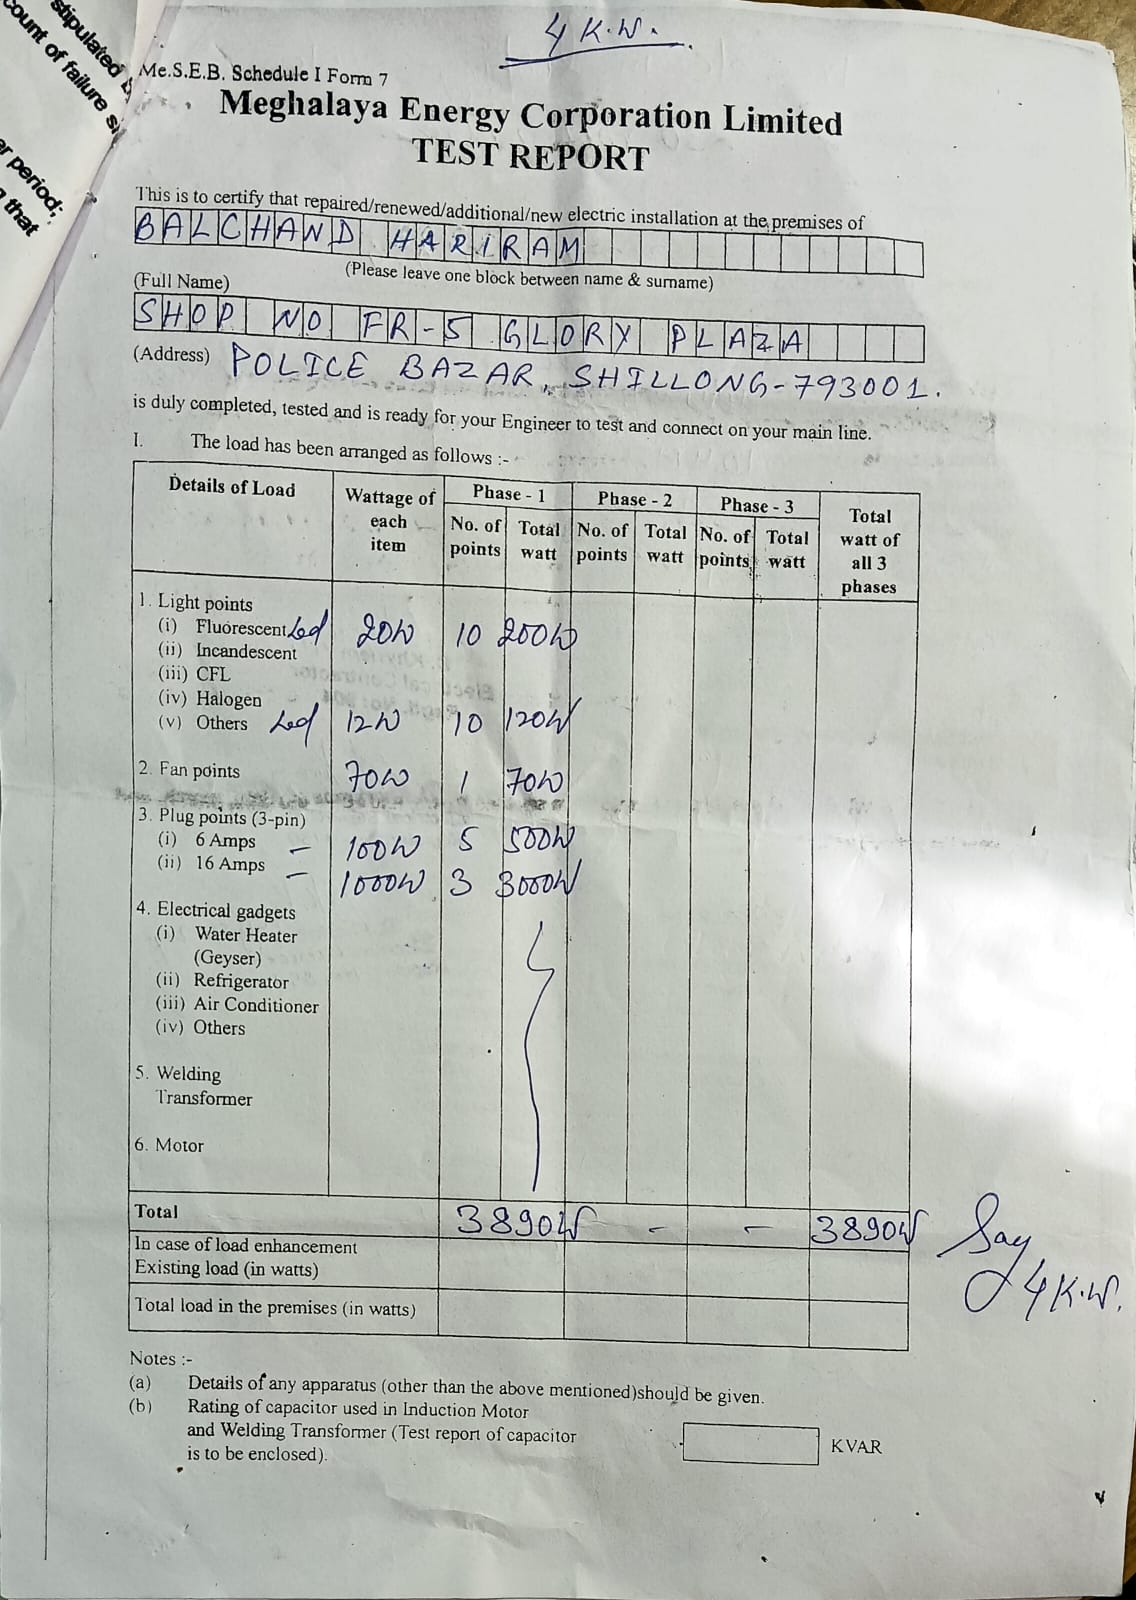 4 K.W.
stipulated
count of failure
er period;
that
Me.S.E.B. Schedule I Form 7
Meghalaya Energy Corporation Limited
TEST REPORT
This is to certify that repaired/renewed/additional/new electric installation at the premises of
BALCHAND HARIRAM
(Full Name) (Please leave one block between name & surname)
SHOP NO FR-5 GLORY PLAZA
(Address) POLICE BAZAR, SHILLONG-793001.
is duly completed, tested and is ready for your Engineer to test and connect on your main line.
I. The load has been arranged as follows :-
Details of Load Wattage of each item Phase - 1 Phase - 2 Phase - 3 Total watt of all 3 phases
No. of points Total watt No. of points Total watt No. of points Total watt
1. Light points
(i) Fluorescent Led 20W 10 200W
(ii) Incandescent
(iii) CFL
(iv) Halogen
(v) Others Led 12W 10 120W
2. Fan points 70W 1 70W
3. Plug points (3-pin)
(i) 6 Amps - 100W 5 500W
(ii) 16 Amps - 1000W 3 3000W
4. Electrical gadgets
(i) Water Heater
(Geyser)
(ii) Refrigerator
(iii) Air Conditioner
(iv) Others
5. Welding
Transformer
6. Motor
Total 3890W - - 3890W Say
4 K.W.
In case of load enhancement
Existing load (in watts)
Total load in the premises (in watts)
Notes :-
(a) Details of any apparatus (other than the above mentioned)should be given.
(b) Rating of capacitor used in Induction Motor
and Welding Transformer (Test report of capacitor
is to be enclosed). KVAR